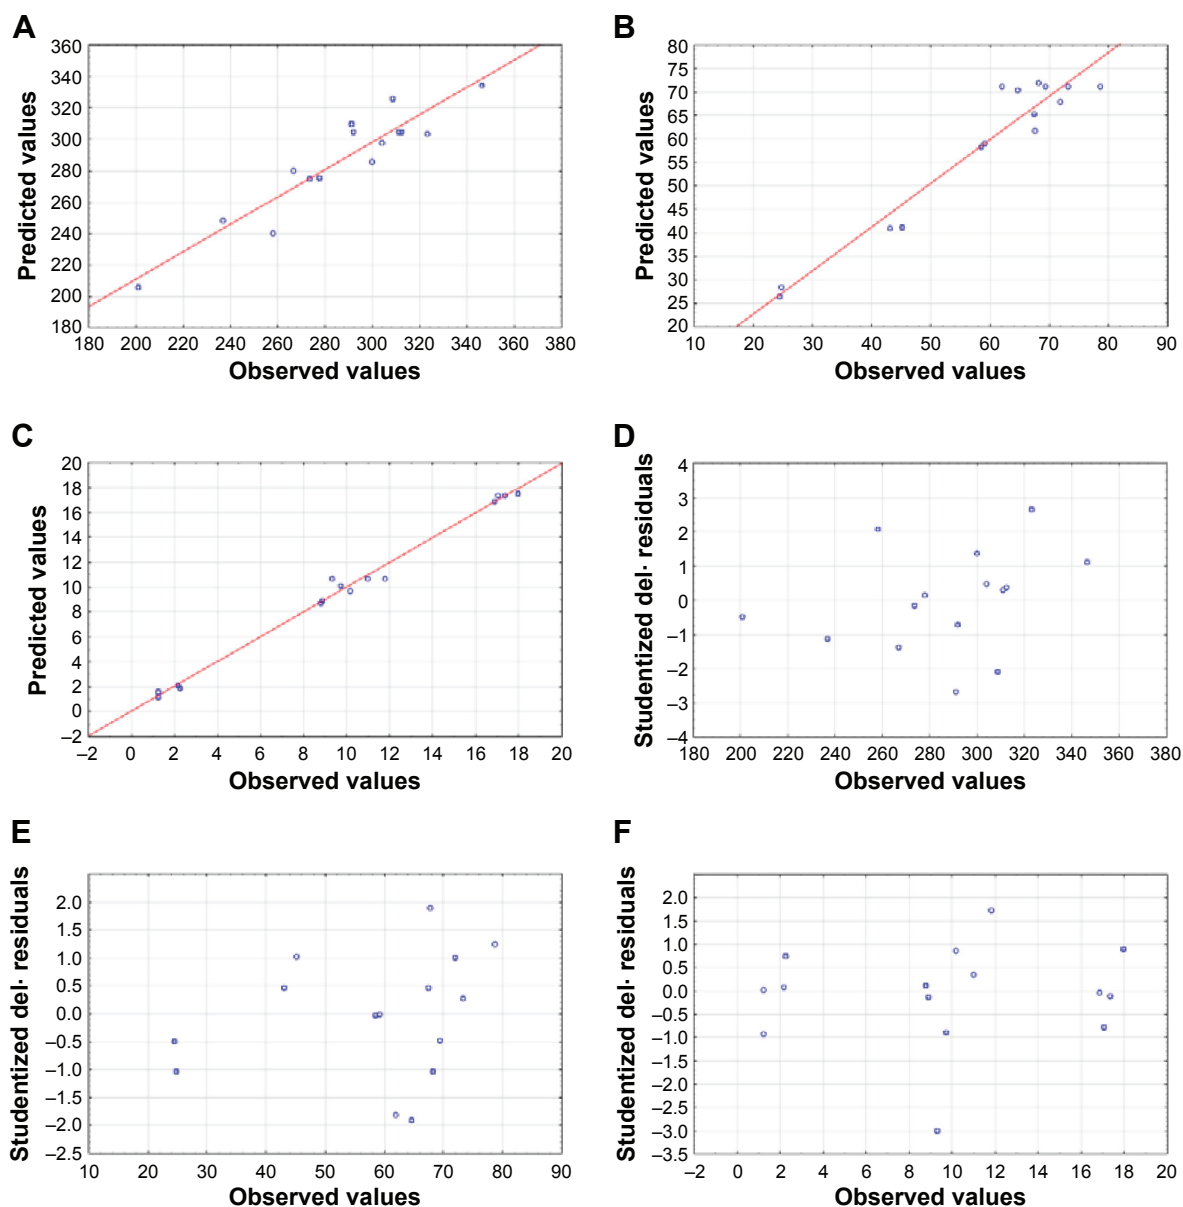 A
Predicted values
360
340
320
300
280
260
240
220
200
180
180 200 220 240 260 280 300 320 340 360 380
Observed values
B
Predicted values
80
75
70
65
60
55
50
45
40
35
30
25
20
10 20 30 40 50 60 70 80 90
Observed values
C
Predicted values
20
18
16
14
12
10
8
6
4
2
0
–2
–2 0 2 4 6 8 10 12 14 16 18 20
Observed values
D
Studentized del· residuals
4
3
2
1
0
–1
–2
–3
–4
180 200 220 240 260 280 300 320 340 360 380
Observed values
E
Studentized del· residuals
2.0
1.5
1.0
0.5
0.0
–0.5
–1.0
–1.5
–2.0
–2.5
10 20 30 40 50 60 70 80 90
Observed values
F
Studentized del· residuals
2.0
1.5
1.0
0.5
0.0
–0.5
–1.0
–1.5
–2.0
–2.5
–3.0
–3.5
–2 0 2 4 6 8 10 12 14 16 18 20
Observed values